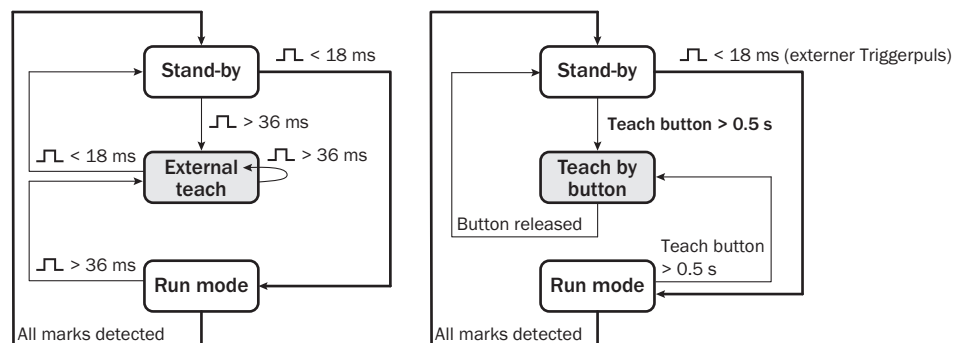 Stand-by
< 18 ms
> 36 ms
< 18 ms
> 36 ms
External
teach
> 36 ms
Run mode
All marks detected
Stand-by
< 18 ms (externer Triggerpuls)
Teach button > 0.5 s
Teach by
button
Button released
Teach button
> 0.5 s
Run mode
All marks detected